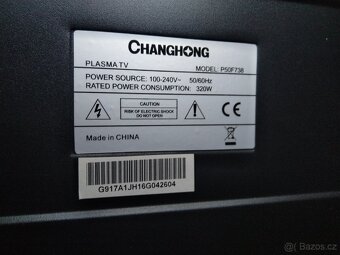 CHANGHONG
PLASMA TV
MODEL: P50F738
POWER SOURCE: 100-240V~ 50/60Hz
RATED POWER CONSUMPTION: 320W
CAUTION
RISK OF ELECTRIC SHOCK
DO NOT OPEN
CE
Made in CHINA
G917A1JH16G042604
Bazoš.cz